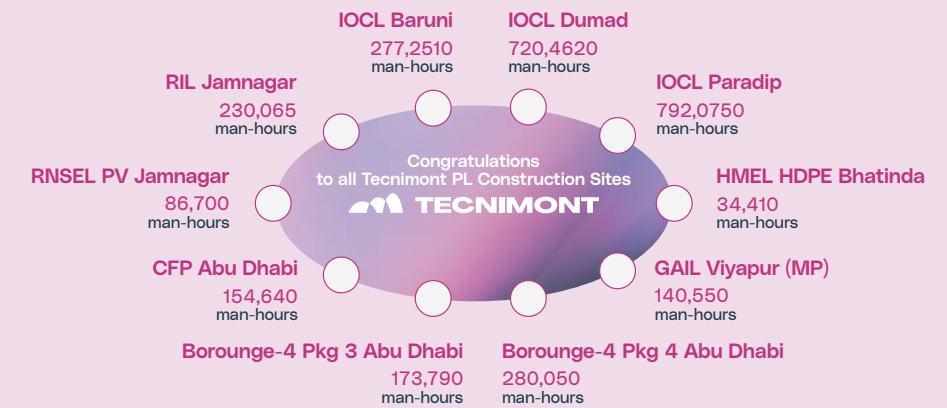 IOCL Baruni
277,2510
man-hours
IOCL Dumad
720,4620
man-hours
RIL Jamnagar
230,065
man-hours
IOCL Paradip
792,0750
man-hours
Congratulations
to all Tecnimont PL Construction Sites
TECNIMONT
RNSEL PV Jamnagar
86,700
man-hours
HMEL HDPE Bhatinda
34,410
man-hours
CFP Abu Dhabi
154,640
man-hours
GAIL Viyapur (MP)
140,550
man-hours
Borounge-4 Pkg 3 Abu Dhabi
173,790
man-hours
Borounge-4 Pkg 4 Abu Dhabi
280,050
man-hours